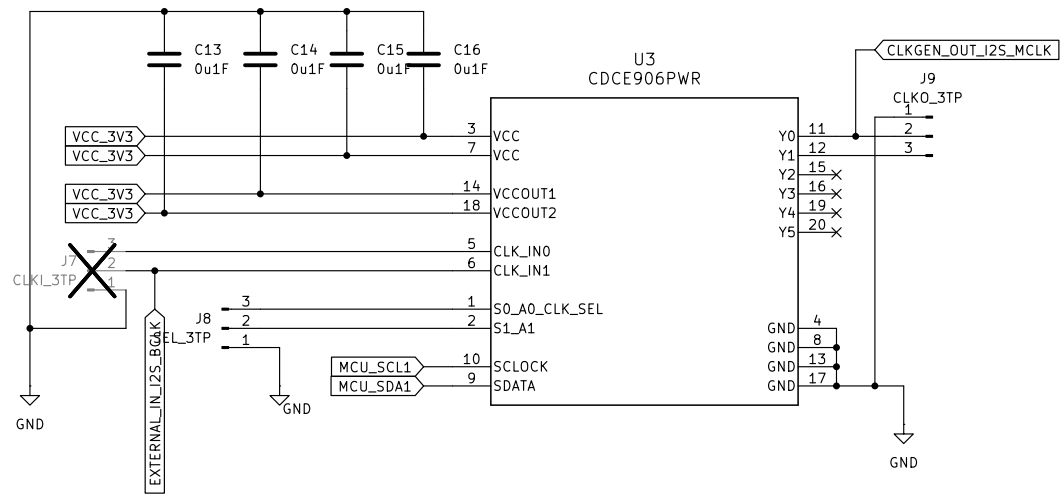 C13
0u1F
C14
0u1F
C15
0u1F
C16
0u1F
U3
CDCE906PWR
CLKGEN_OUT_I2S_MCLK
J9
CLKO_3TP
1
2
3
VCC_3V3
3
VCC
VCC_3V3
7
VCC
VCC_3V3
14
VCCOUT1
VCC_3V3
18
VCCOUT2
5
CLK_IN0
6
CLK_IN1
1
S0_A0_CLK_SEL
2
S1_A1
MCU_SCL1
10
SCLOCK
MCU_SDA1
9
SDATA
Y0
11
Y1
12
Y2
15
Y3
16
Y4
19
Y5
20
GND
4
GND
8
GND
13
GND
17
J7
CLKI_3TP
3
2
1
J8
SEL_3TP
3
2
1
EXTERNAL_IN_I2S_BCLK
GND
GND
GND